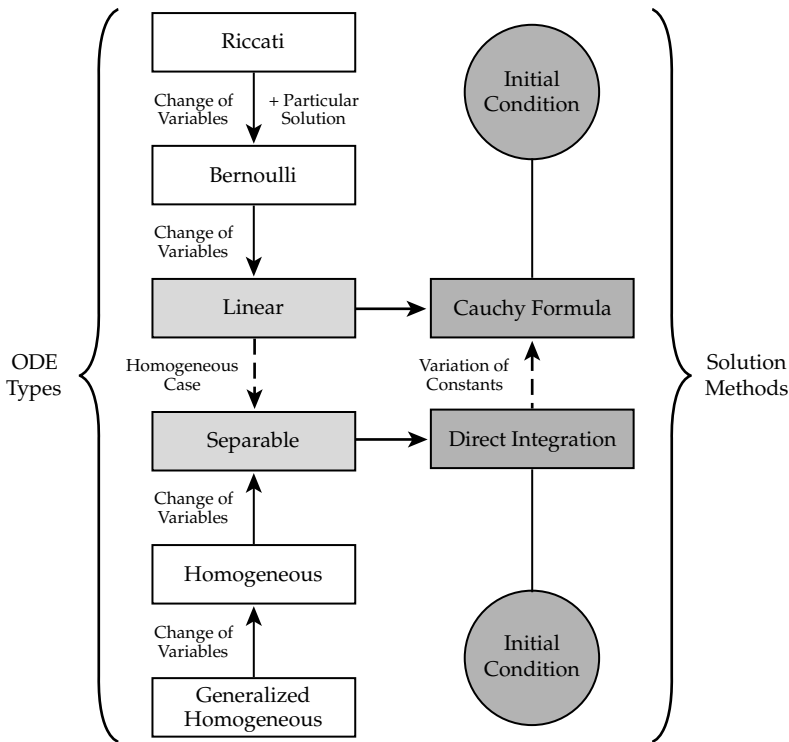 Riccati
Change of
Variables
+ Particular
Solution
Bernoulli
Change of
Variables
Linear
Homogeneous
Case
Separable
Change of
Variables
Homogeneous
Change of
Variables
Generalized
Homogeneous
ODE
Types
Initial
Condition
Cauchy Formula
Variation of
Constants
Direct Integration
Initial
Condition
Solution
Methods